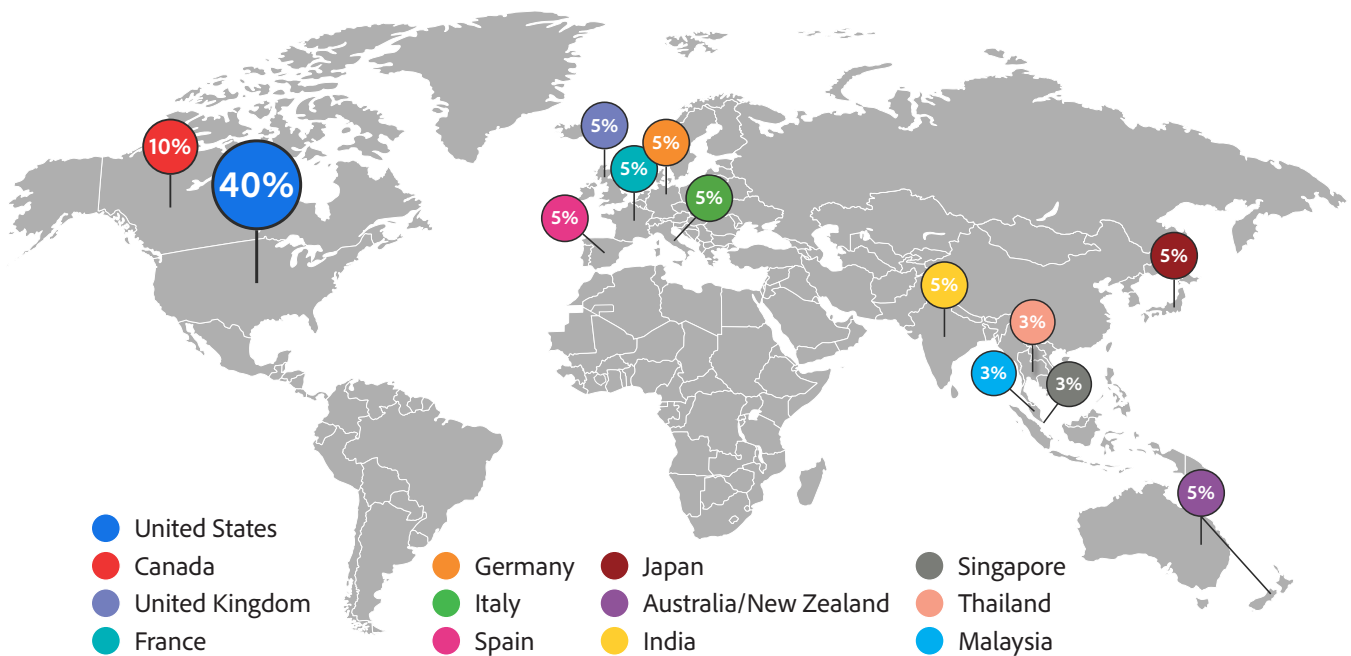 10%
40%
5%
5%
5%
5%
5%
5%
5%
3%
3%
3%
5%
United States
Canada
United Kingdom
France
Germany
Italy
Spain
Japan
Australia/New Zealand
India
Singapore
Thailand
Malaysia